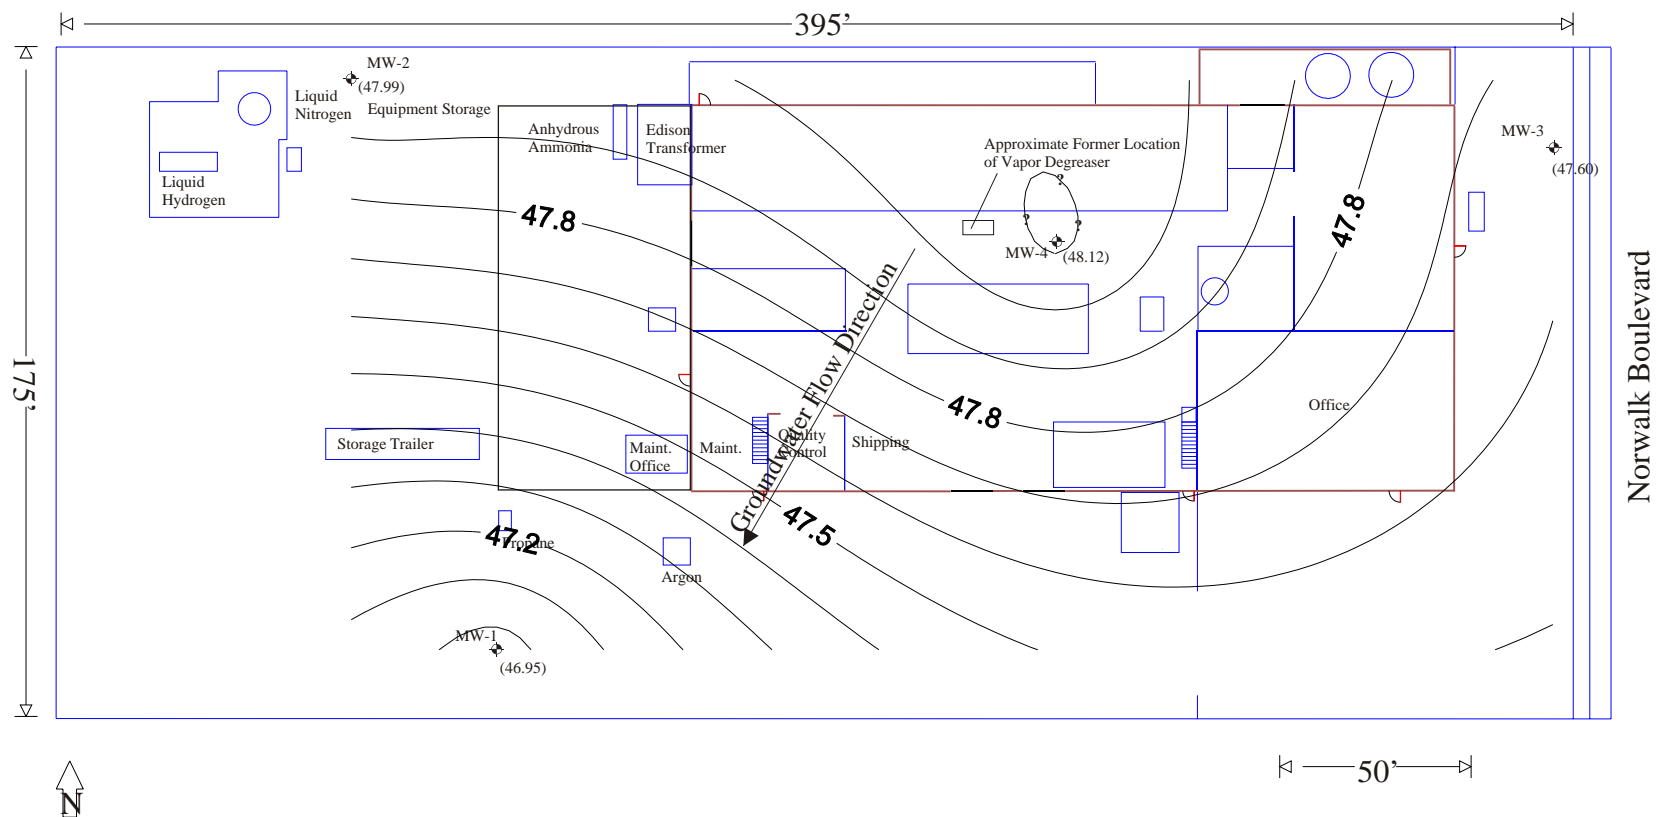 395’
MW-2
(47.99)
Liquid
Nitrogen
Equipment Storage
Anhydrous
Ammonia
Edison
Transformer
Approximate Former Location
of Vapor Degreaser
MW-3
(47.60)
Liquid
Hydrogen
?
?
?
47.8
47.8
MW-4
(48.12)
Groundwater Flow Direction
Norwalk Boulevard
175’
47.8
Office
Storage Trailer
Maint.
Office
Maint.
Quality
Control
Shipping
47.5
47.2
Propane
Argon
MW-1
(46.95)
50’
N